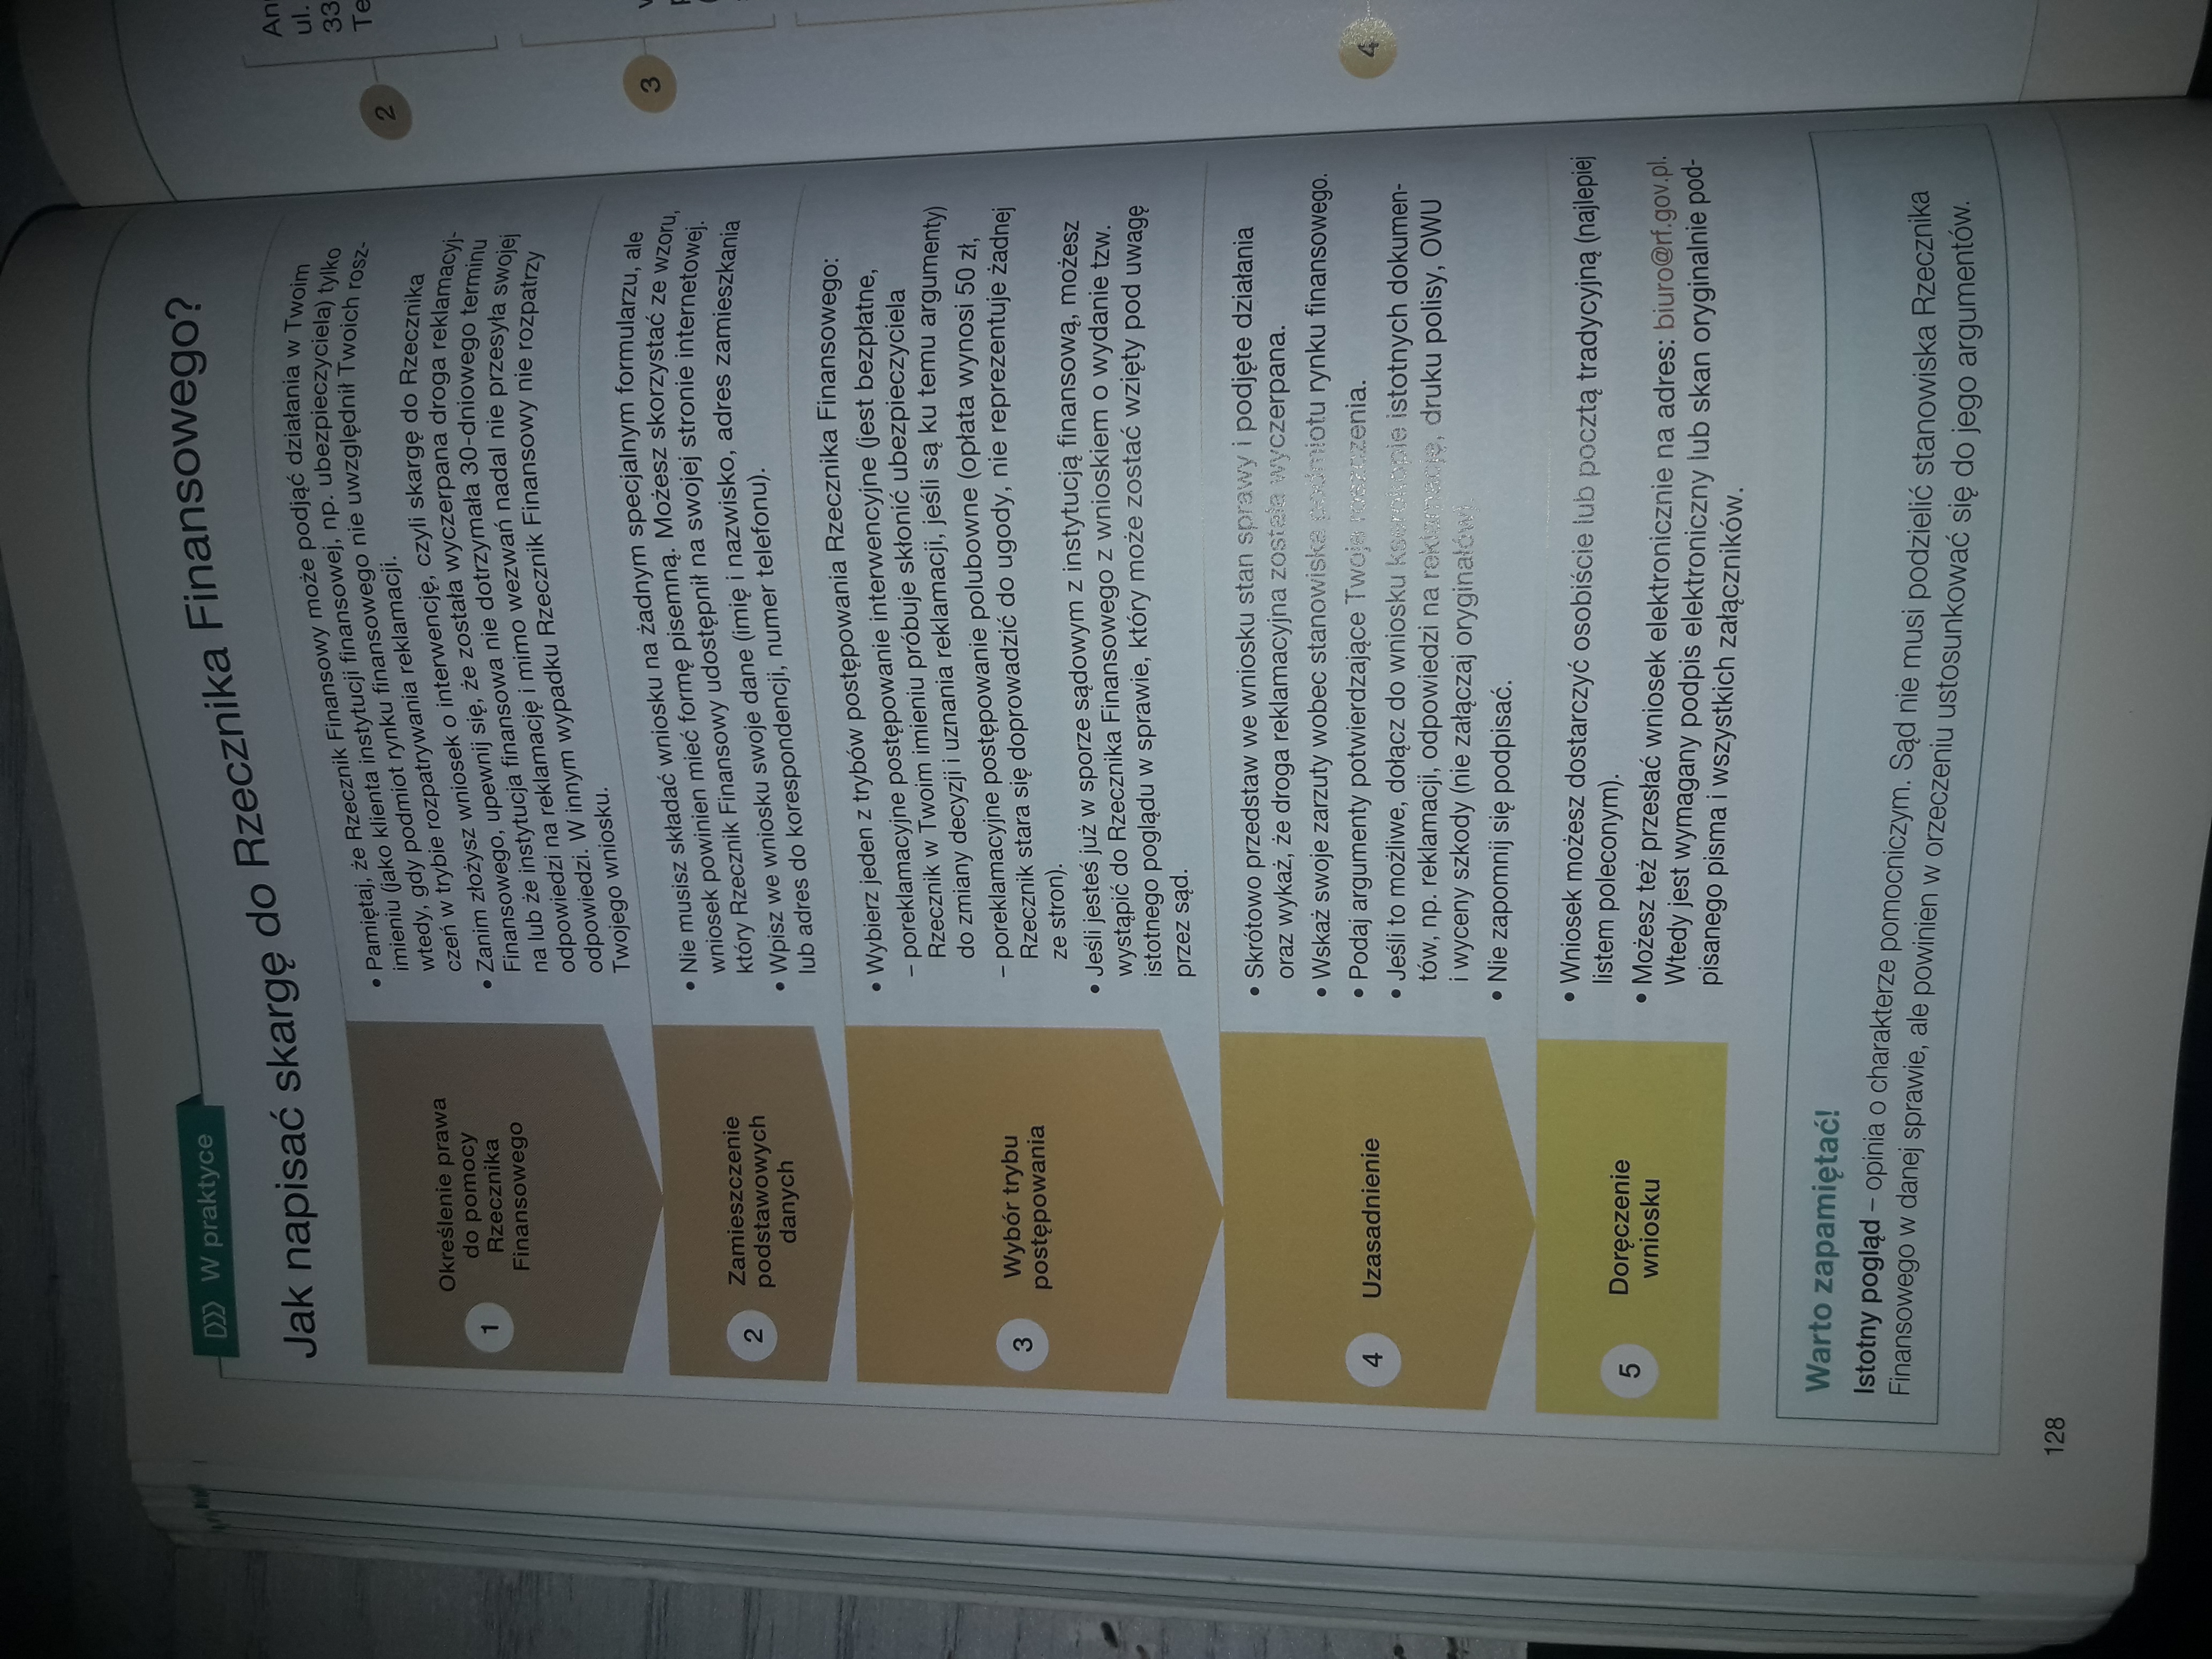 W praktyce
Jak napisać skargę do Rzecznika Finansowego?
1
Określenie prawa
do pomocy
Rzecznika
Finansowego
• Pamiętaj, że Rzecznik Finansowy może podjąć działania w Twoim
imieniu (jako klienta instytucji finansowej, np. ubezpieczyciela) tylko
wtedy, gdy podmiot rynku finansowego nie uwzględnił Twoich rosz-
czeń w trybie rozpatrywania reklamacji.
• Zanim złożysz wniosek o interwencję, czyli skargę do Rzecznika
Finansowego, upewnij się, że została wyczerpana droga reklamacyj-
na lub że instytucja finansowa nie dotrzymała 30-dniowego terminu
odpowiedzi na reklamację i mimo wezwań nadal nie przesyła swojej
odpowiedzi. W innym wypadku Rzecznik Finansowy nie rozpatrzy
Twojego wniosku.
2
Zamieszczenie
podstawowych
danych
• Nie musisz składać wniosku na żadnym specjalnym formularzu, ale
wniosek powinien mieć formę pisemną. Możesz skorzystać ze wzoru,
który Rzecznik Finansowy udostępnił na swojej stronie internetowej.
• Wpisz we wniosku swoje dane (imię i nazwisko, adres zamieszkania
lub adres do korespondencji, numer telefonu).
3
Wybór trybu
postępowania
• Wybierz jeden z trybów postępowania Rzecznika Finansowego:
– poreklamacyjne postępowanie interwencyjne (jest bezpłatne,
Rzecznik w Twoim imieniu próbuje skłonić ubezpieczyciela
do zmiany decyzji i uznania reklamacji, jeśli są ku temu argumenty)
– poreklamacyjne postępowanie polubowne (opłata wynosi 50 zł,
Rzecznik stara się doprowadzić do ugody, nie reprezentuje żadnej
ze stron).
• Jeśli jesteś już w sporze sądowym z instytucją finansową, możesz
wystąpić do Rzecznika Finansowego z wnioskiem o wydanie tzw.
istotnego poglądu w sprawie, który może zostać wzięty pod uwagę
przez sąd.
4
Uzasadnienie
• Skrótowo przedstaw we wniosku stan sprawy i podjęte działania
oraz wykaż, że droga reklamacyjna została wyczerpana.
• Wskaż swoje zarzuty wobec stanowiska podmiotu rynku finansowego.
• Podaj argumenty potwierdzające Twoje roszczenia.
• Jeśli to możliwe, dołącz do wniosku kserokopie istotnych dokumen-
tów, np. reklamacji, odpowiedzi na reklamację, druku polisy, OWU
i wyceny szkody (nie załączaj oryginałów).
• Nie zapomnij się podpisać.
5
Doręczenie
wniosku
• Wniosek możesz dostarczyć osobiście lub pocztą tradycyjną (najlepiej
listem poleconym).
• Możesz też przesłać wniosek elektronicznie na adres: biuro@rf.gov.pl.
Wtedy jest wymagany podpis elektroniczny lub skan oryginalnie pod-
pisanego pisma i wszystkich załączników.
Warto zapamiętać!
Istotny pogląd – opinia o charakterze pomocniczym. Sąd nie musi podzielić stanowiska Rzecznika
Finansowego w danej sprawie, ale powinien w orzeczeniu ustosunkować się do jego argumentów.
128
ul.
33
2
3
4